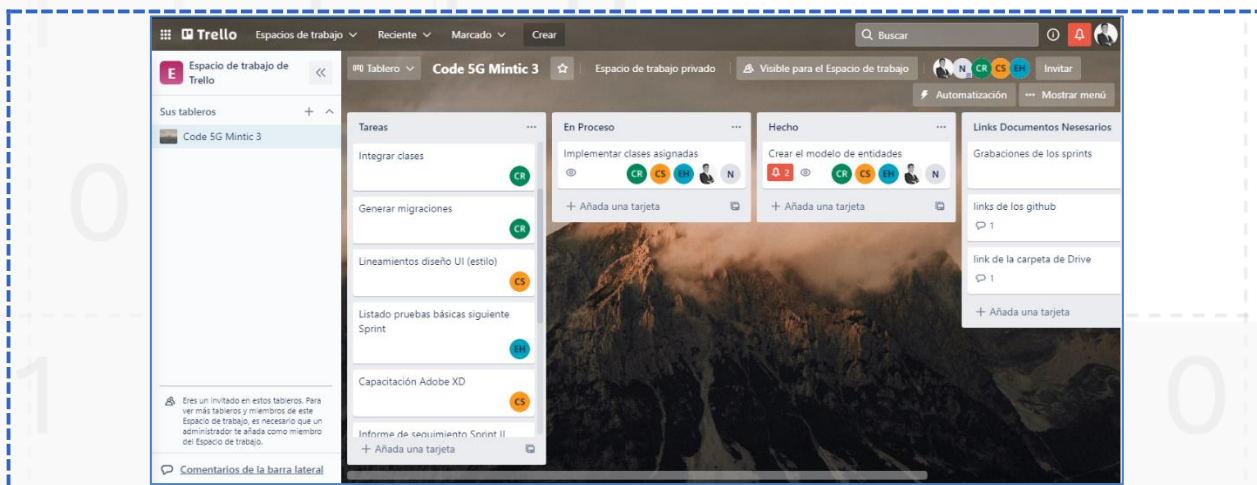 Trello Espacios de trabajo Reciente Marcado Crear Buscar
E Espacio de trabajo de
Trello
Tablero Code 5G Mintic 3 Espacio de trabajo privado Visible para el Espacio de trabajo N CR CS EH Invitar
Automatización ... Mostrar menú
Sus tableros
Code 5G Mintic 3
Eres un invitado en estos tableros. Para
ver más tableros y miembros de este
Espacio de trabajo, es necesario que un
administrador te añada como miembro
del Espacio de trabajo.
Comentarios de la barra lateral
Tareas ...
Integrar clases
CR
Generar migraciones
CR
Lineamientos diseño UI (estilo)
CS
Listado pruebas básicas siguiente
Sprint
EH
Capacitación Adobe XD
CS
Informe de seguimiento Sprint II
+ Añada una tarjeta
En Proceso ...
Implementar clases asignadas
CR CS EH N
+ Añada una tarjeta
Hecho ...
Crear el modelo de entidades
2 CR CS EH N
+ Añada una tarjeta
Links Documentos Nesesarios
Grabaciones de los sprints
links de los github
1
link de la carpeta de Drive
1
+ Añada una tarjeta
0
1
0